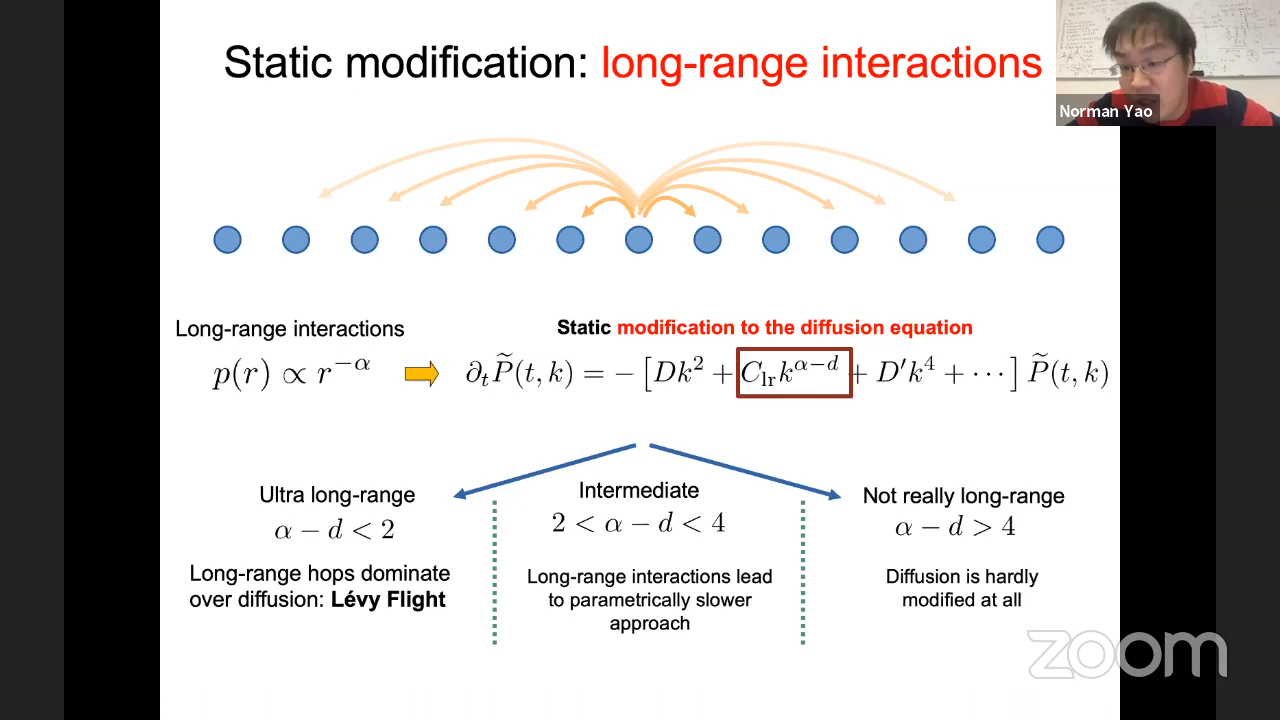 Static modification: long-range interactions
Norman Yao
Long-range interactions
Static modification to the diffusion equation
p(r) ∝ r^{−α}
∂_t P̃(t, k) = −[Dk² + C_{lr}k^{α−d} + D′k⁴ + ⋯] P̃(t, k)
Ultra long-range
α − d < 2
Long-range hops dominate
over diffusion: Lévy Flight
Intermediate
2 < α − d < 4
Long-range interactions lead
to parametrically slower
approach
Not really long-range
α − d > 4
Diffusion is hardly
modified at all
zoom